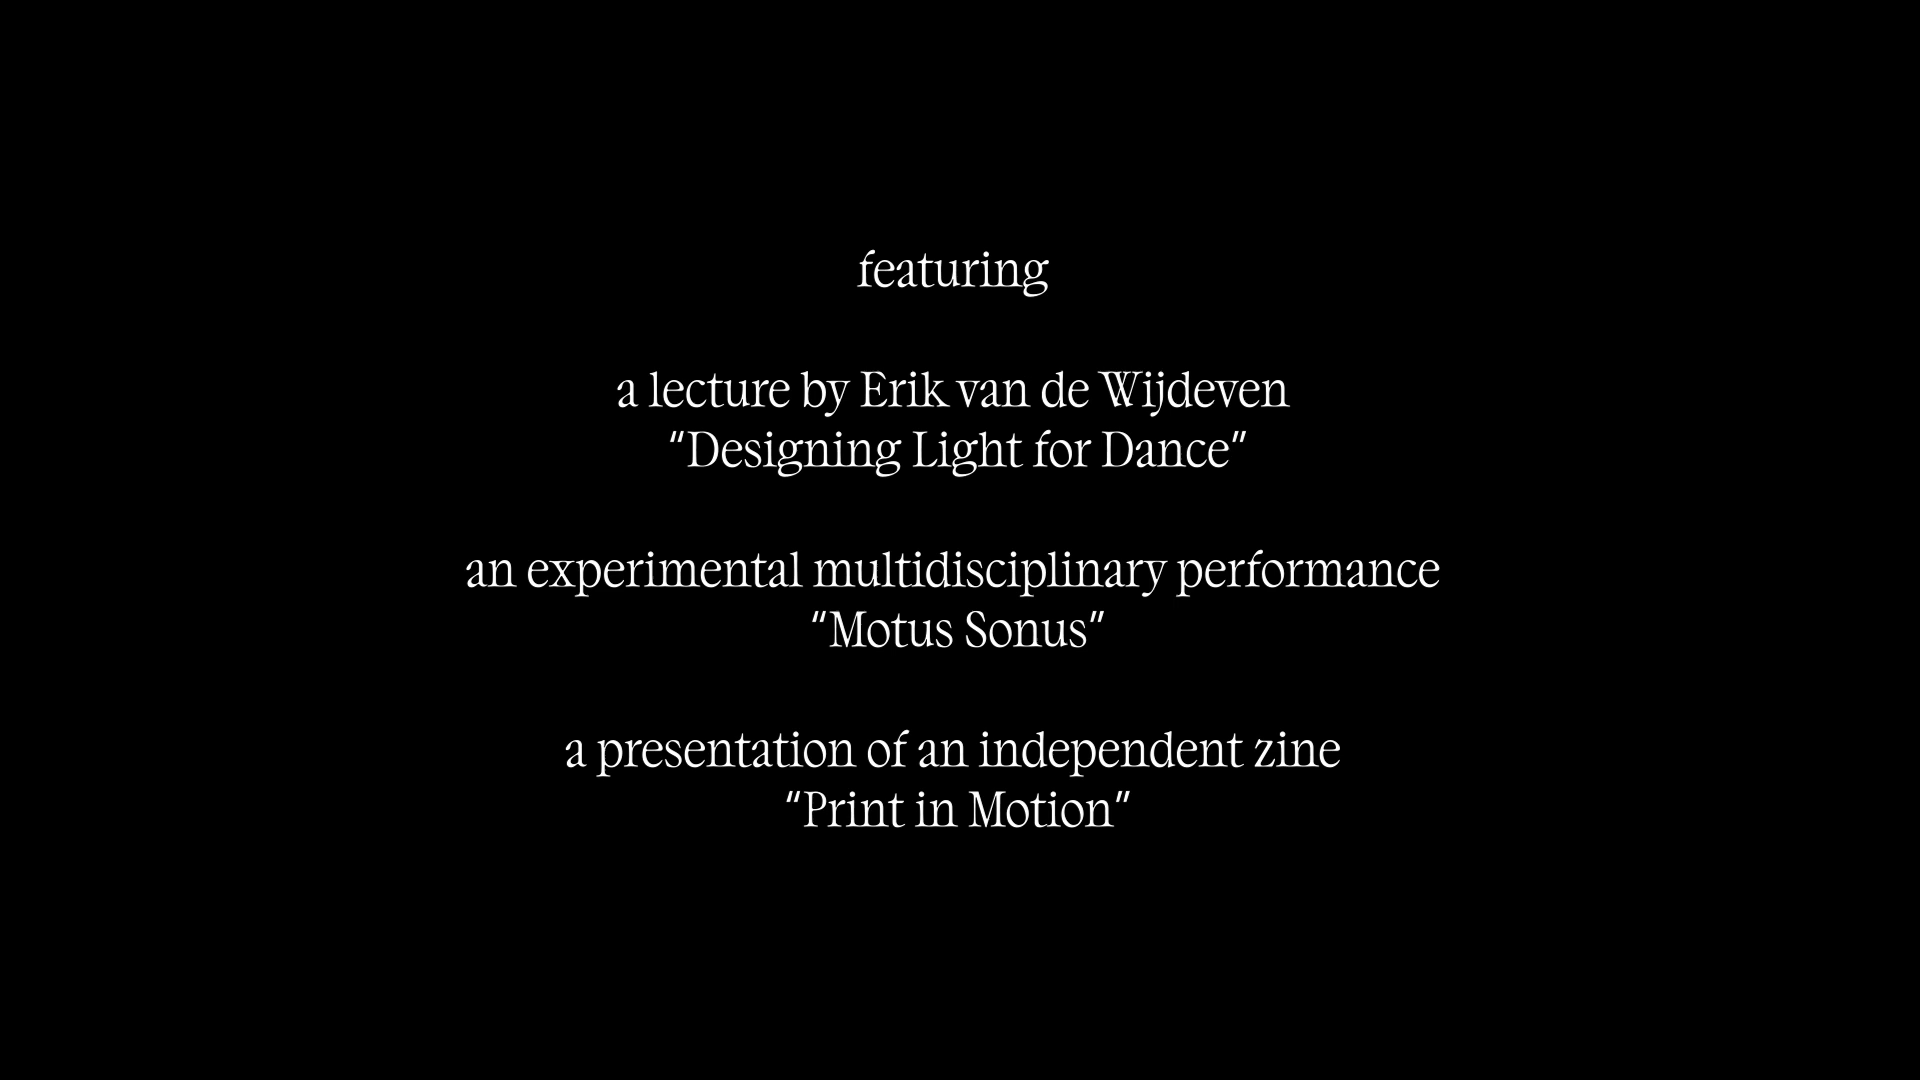 featuring
a lecture by Erik van de Wijdeven
“Designing Light for Dance”
an experimental multidisciplinary performance
“Motus Sonus”
a presentation of an independent zine
“Print in Motion”